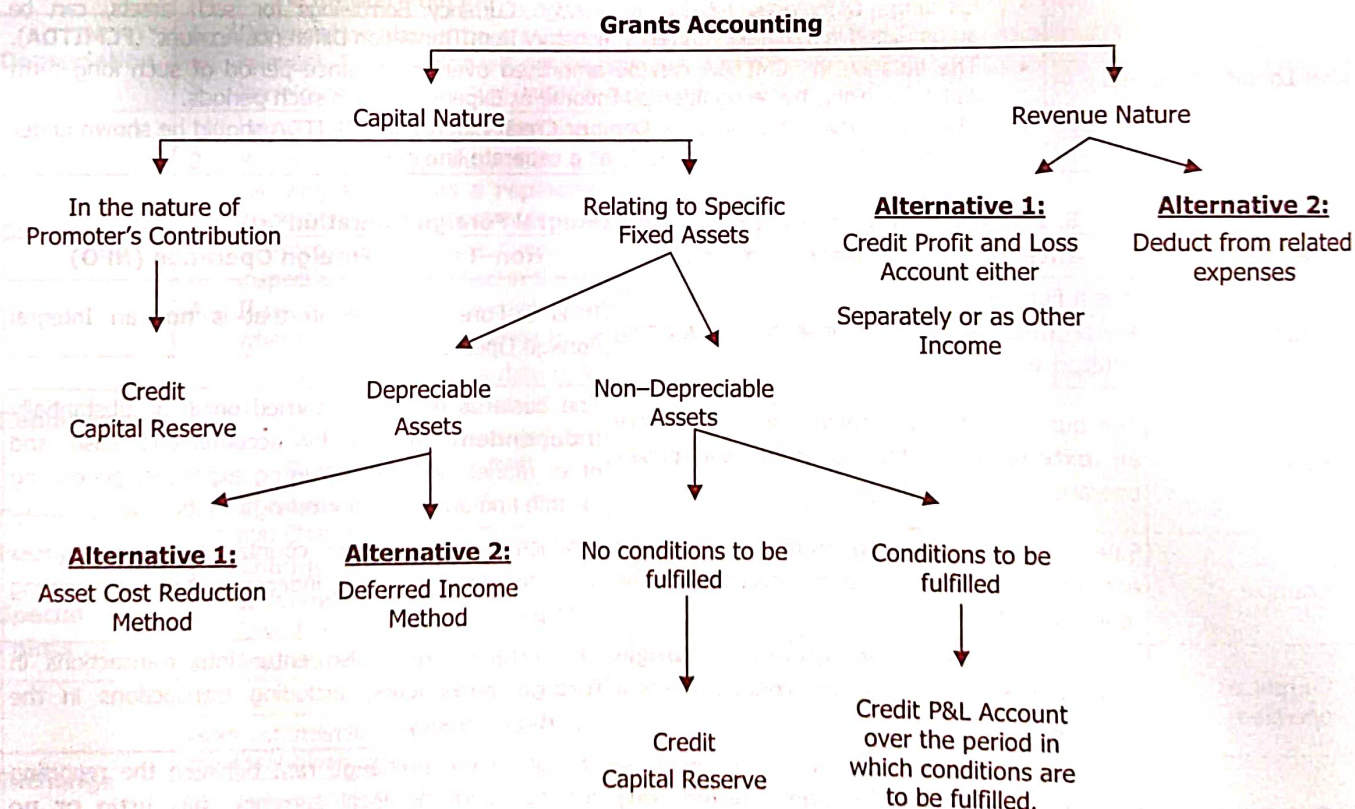 Grants Accounting
Capital Nature
Revenue Nature
In the nature of
Promoter's Contribution
Relating to Specific
Fixed Assets
Alternative 1:
Credit Profit and Loss
Account either
Separately or as Other
Income
Alternative 2:
Deduct from related
expenses
Credit
Capital Reserve
Depreciable
Assets
Non–Depreciable
Assets
Alternative 1:
Asset Cost Reduction
Method
Alternative 2:
Deferred Income
Method
No conditions to be
fulfilled
Conditions to be
fulfilled
Credit
Capital Reserve
Credit P&L Account
over the period in
which conditions are
to be fulfilled.